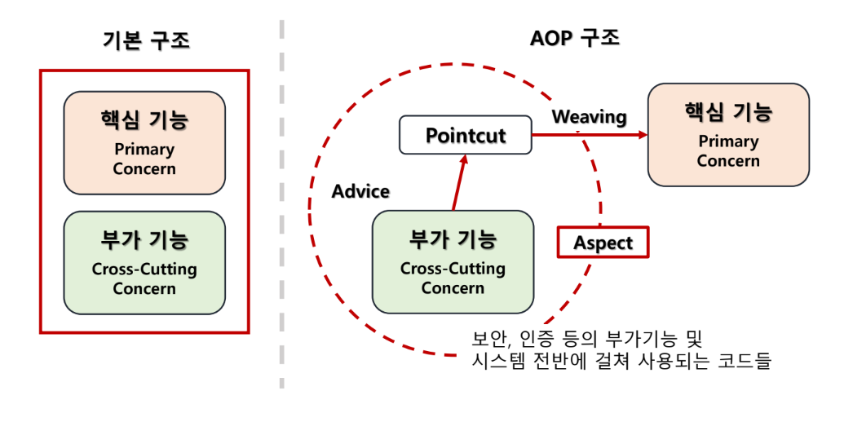 기본 구조
핵심 기능
Primary
Concern
부가 기능
Cross-Cutting
Concern
AOP 구조
Pointcut
Weaving
핵심 기능
Primary
Concern
Advice
부가 기능
Cross-Cutting
Concern
Aspect
보안, 인증 등의 부가기능 및
시스템 전반에 걸쳐 사용되는 코드들